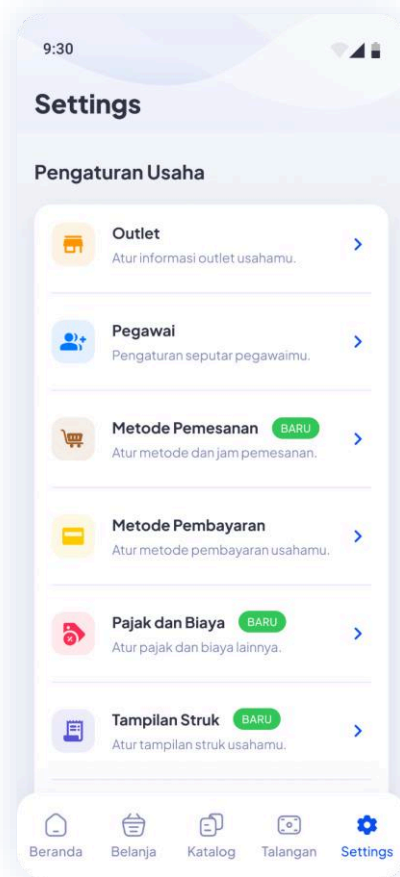 9:30
Settings
Pengaturan Usaha
Outlet
Atur informasi outlet usahamu.
Pegawai
Pengaturan seputar pegawaimu.
Metode Pemesanan BARU
Atur metode dan jam pemesanan.
Metode Pembayaran
Atur metode pembayaran usahamu.
Pajak dan Biaya BARU
Atur pajak dan biaya lainnya.
Tampilan Struk BARU
Atur tampilan struk usahamu.
Beranda Belanja Katalog Talangan Settings